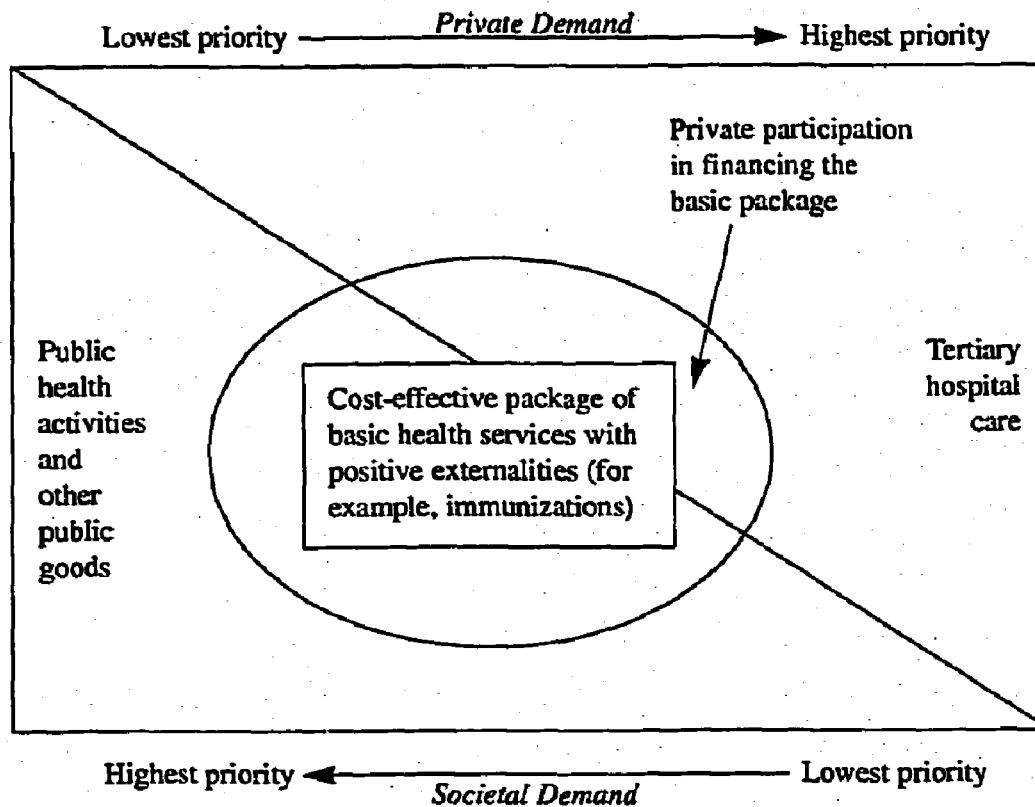 Private Demand
Lowest priority Highest priority
Private participation
in financing the
basic package
Public
health
activities
and
other
public
goods
Cost-effective package of
basic health services with
positive externalities (for
example, immunizations)
Tertiary
hospital
care
Highest priority Lowest priority
Societal Demand